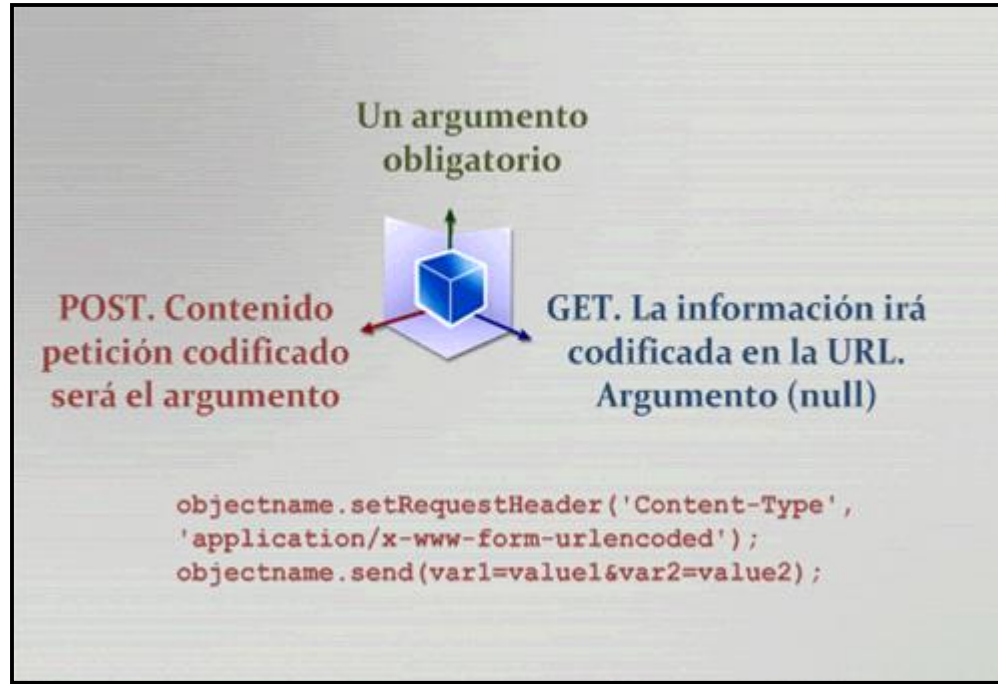 Un argumento
obligatorio
POST. Contenido
petición codificado
será el argumento
GET. La información irá
codificada en la URL.
Argumento (null)
objectname.setRequestHeader('Content-Type',
'application/x-www-form-urlencoded');
objectname.send(var1=value1&var2=value2);